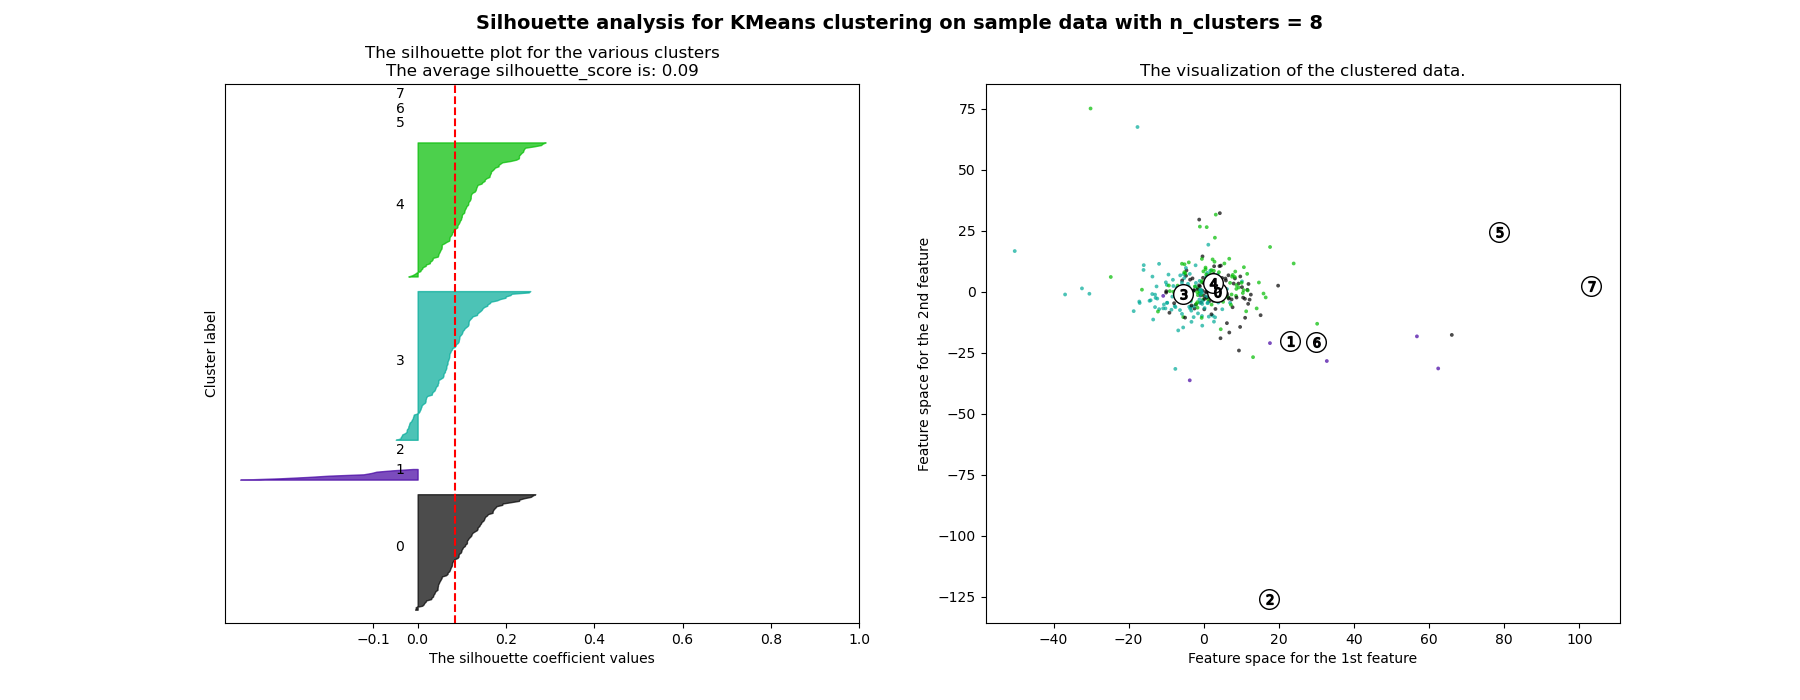 Silhouette analysis for KMeans clustering on sample data with n_clusters = 8
The silhouette plot for the various clusters
The average silhouette_score is: 0.09
7
6
5
4
3
2
1
0
Cluster label
−0.1 0.0 0.2 0.4 0.6 0.8 1.0
The silhouette coefficient values
The visualization of the clustered data.
75
50
25
0
−25
−50
−75
−100
−125
Feature space for the 2nd feature
5
7
4
3 0
1 6
2
−40 −20 0 20 40 60 80 100
Feature space for the 1st feature